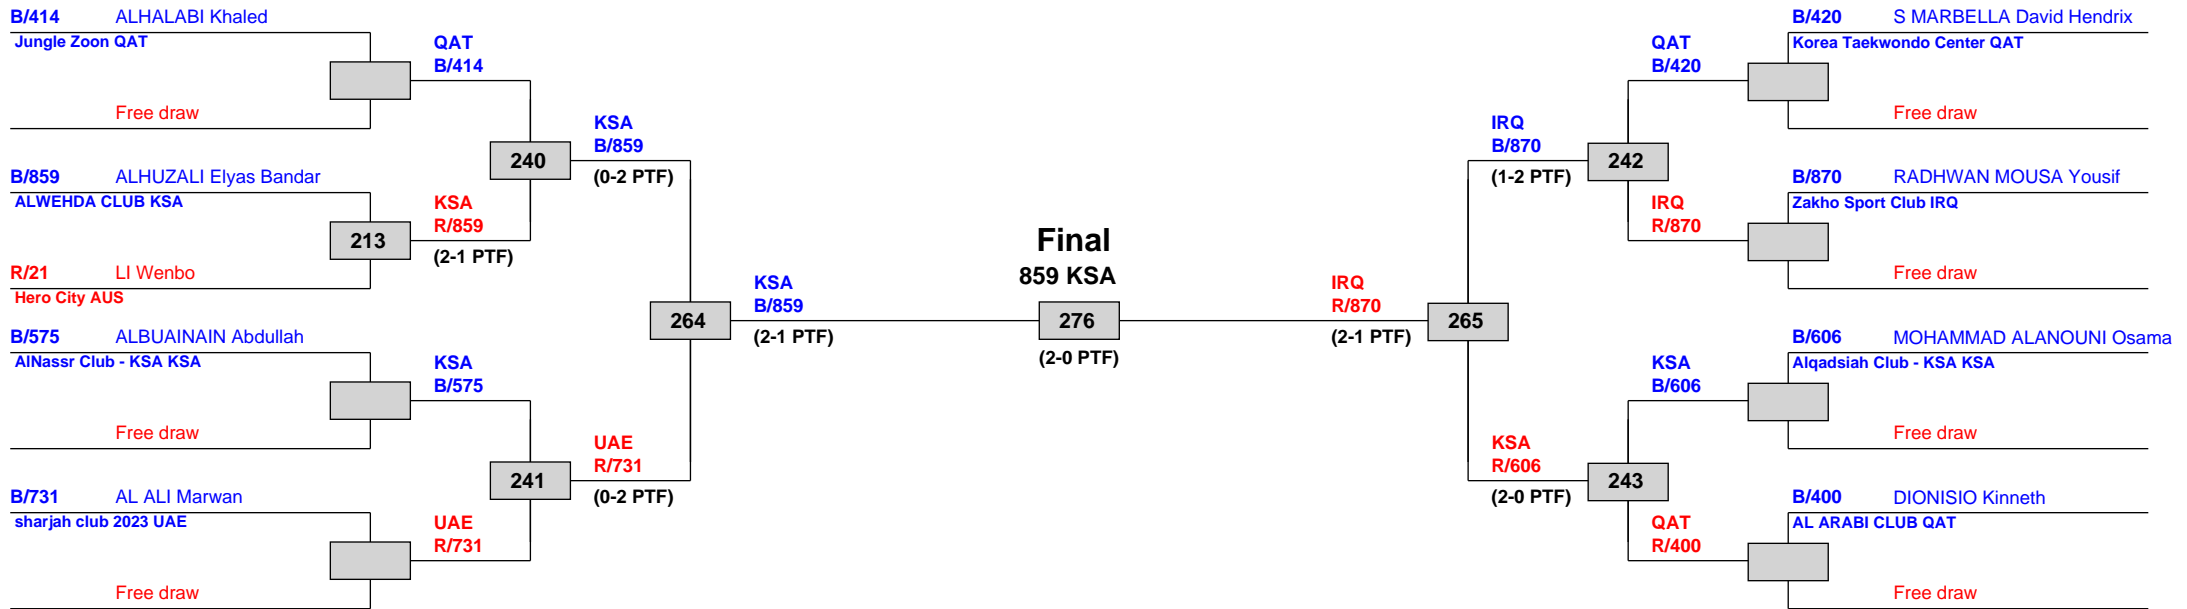 B/414 ALHALABI Khaled
Jungle Zoon QAT
Free draw
B/859 ALHUZALI Elyas Bandar
ALWEHDA CLUB KSA
213
R/21 LI Wenbo
Hero City AUS
B/575 ALBUAINAIN Abdullah
AlNassr Club - KSA KSA
Free draw
B/731 AL ALI Marwan
sharjah club 2023 UAE
Free draw
QAT
B/414
240
KSA
R/859
(2-1 PTF)
KSA
B/575
241
UAE
R/731
KSA
B/859
(0-2 PTF)
264
UAE
R/731
(0-2 PTF)
KSA
B/859
(2-1 PTF)
Final
859 KSA
276
(2-0 PTF)
IRQ
R/870
(2-1 PTF)
265
IRQ
B/870
(1-2 PTF)
KSA
R/606
(2-0 PTF)
QAT
B/420
242
IRQ
R/870
KSA
B/606
243
QAT
R/400
B/420 S MARBELLA David Hendrix
Korea Taekwondo Center QAT
Free draw
B/870 RADHWAN MOUSA Yousif
Zakho Sport Club IRQ
Free draw
B/606 MOHAMMAD ALANOUNI Osama
Alqadsiah Club - KSA KSA
Free draw
B/400 DIONISIO Kinneth
AL ARABI CLUB QAT
Free draw